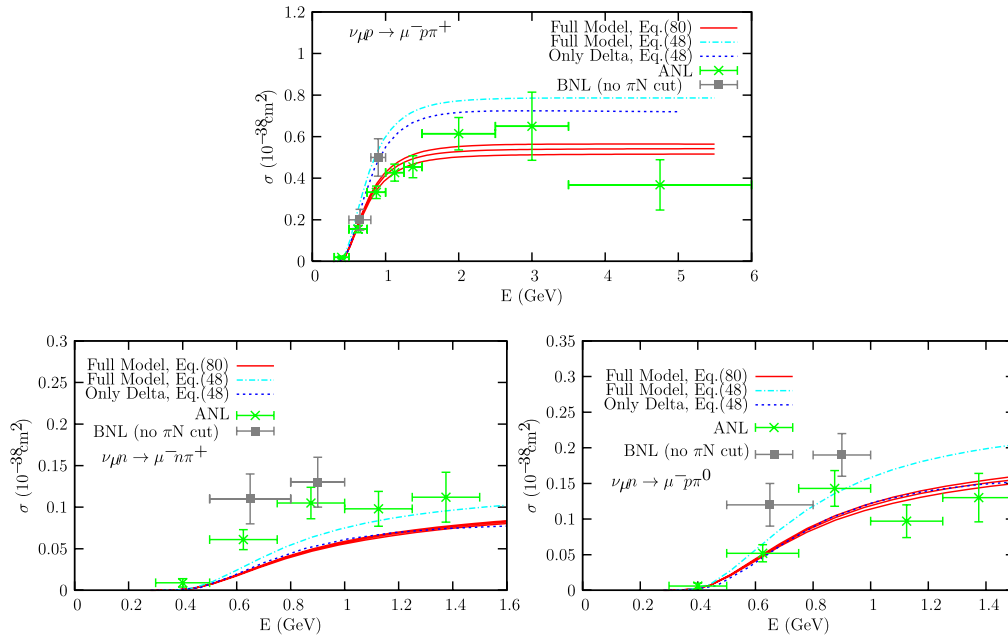 1.2
1
0.8
0.6
0.4
0.2
0
σ (10⁻³⁸cm²)
ν_μp → μ⁻pπ⁺
Full Model, Eq.(80)
Full Model, Eq.(48)
Only Delta, Eq.(48)
ANL
BNL (no πN cut)
0 1 2 3 4 5 6
E (GeV)
0.3
0.25
0.2
0.15
0.1
0.05
0
σ (10⁻³⁸cm²)
Full Model, Eq.(80)
Full Model, Eq.(48)
Only Delta, Eq.(48)
ANL
BNL (no πN cut)
ν_μn → μ⁻nπ⁺
0 0.2 0.4 0.6 0.8 1 1.2 1.4 1.6
E (GeV)
0.35
0.3
0.25
0.2
0.15
0.1
0.05
0
σ (10⁻³⁸cm²)
Full Model, Eq.(80)
Full Model, Eq.(48)
Only Delta, Eq.(48)
ANL
BNL (no πN cut)
ν_μn → μ⁻pπ⁰
0 0.2 0.4 0.6 0.8 1 1.2 1.4
E (GeV)